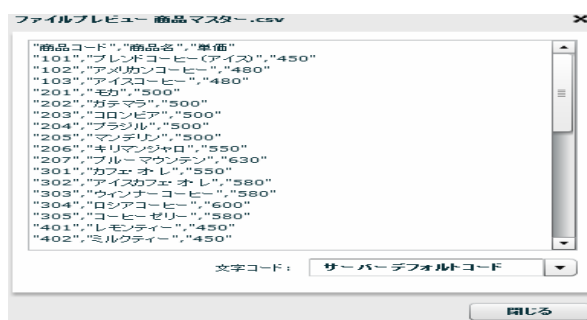 ファイルプレビュー 商品マスター.csv
"商品コード","商品名","単価"
"101","ブレンドコーヒー(アイス)","450"
"102","アメリカンコーヒー","480"
"103","アイスコーヒー","480"
"201","モカ","500"
"202","ガテマラ","500"
"203","コロンビア","500"
"204","ブラジル","500"
"205","マンデリン","500"
"206","キリマンジャロ","550"
"207","ブルーマウンテン","630"
"301","カフェ・オ・レ","550"
"302","アイスカフェ・オ・レ","580"
"303","ウィンナーコーヒー","580"
"304","ロシアコーヒー","600"
"305","コーヒーゼリー","580"
"401","レモンティー","450"
"402","ミルクティー","450"
文字コード: サーバーデフォルトコード
閉じる